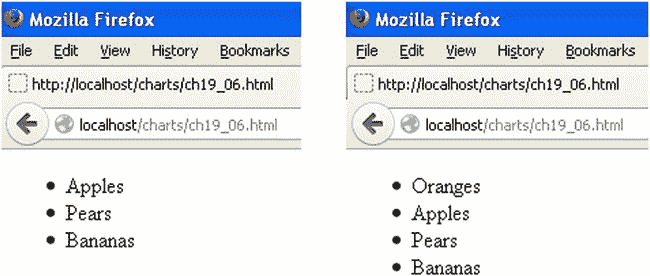 Mozilla Firefox
File Edit View History Bookmarks
http://localhost/charts/ch19_06.html
localhost/charts/ch19_06.html
• Apples
• Pears
• Bananas
Mozilla Firefox
File Edit View History Bookmarks
http://localhost/charts/ch19_06.html
localhost/charts/ch19_06.html
• Oranges
• Apples
• Pears
• Bananas